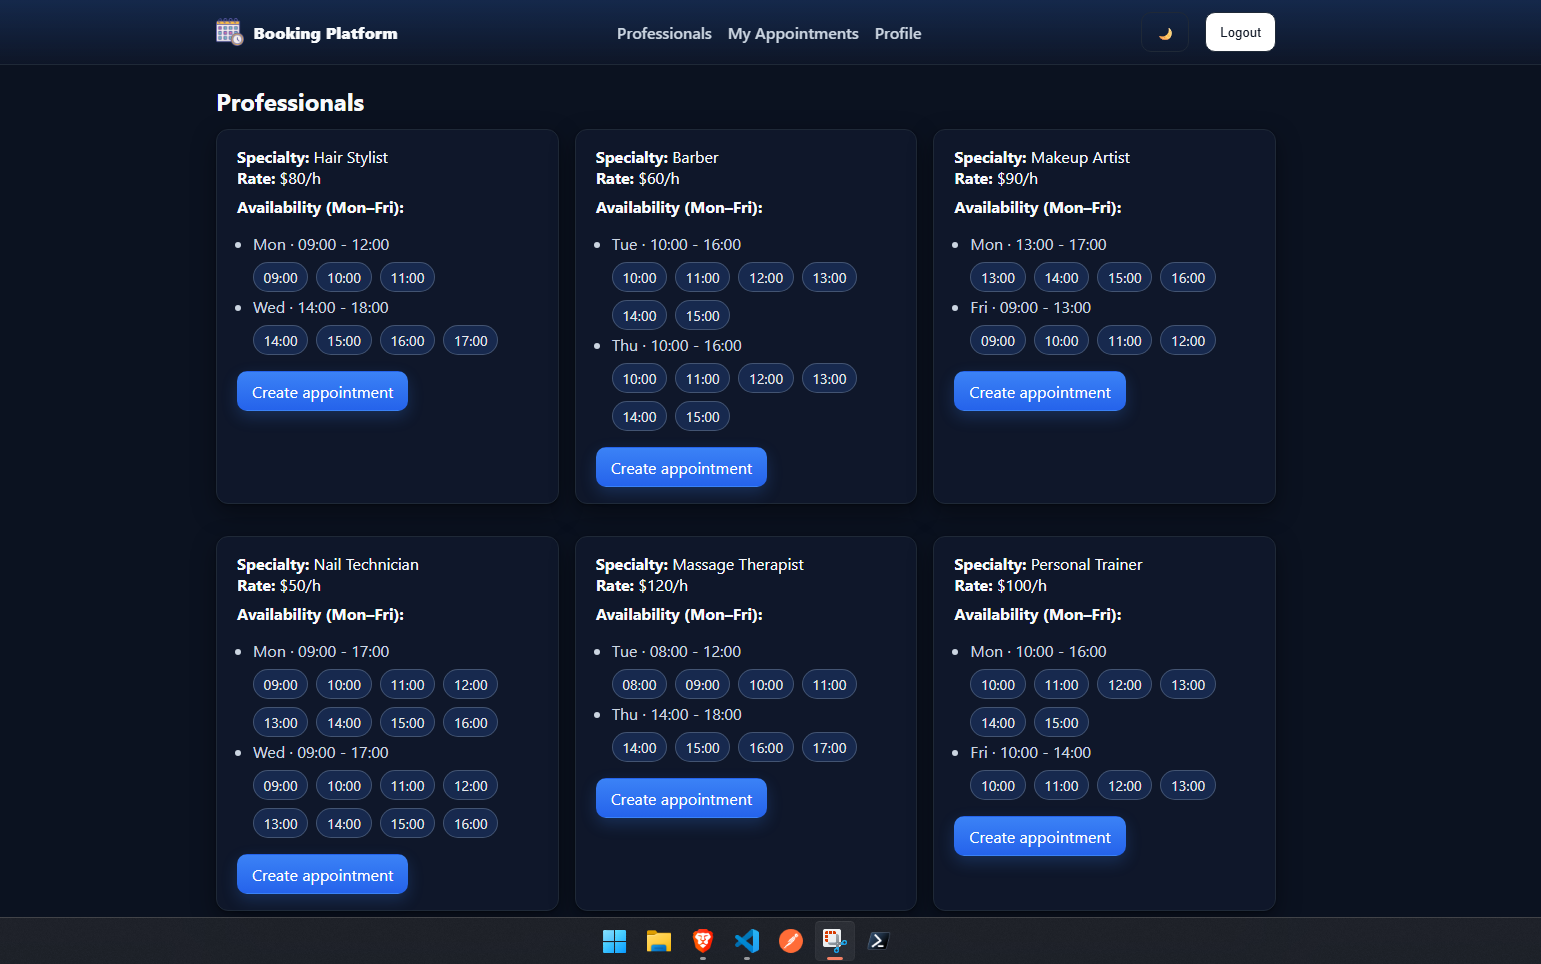 Booking Platform
Professionals My Appointments Profile
Logout
Professionals
Specialty: Hair Stylist
Rate: $80/h
Availability (Mon–Fri):
Mon · 09:00 - 12:00
09:00 10:00 11:00
Wed · 14:00 - 18:00
14:00 15:00 16:00 17:00
Create appointment
Specialty: Barber
Rate: $60/h
Availability (Mon–Fri):
Tue · 10:00 - 16:00
10:00 11:00 12:00 13:00
14:00 15:00
Thu · 10:00 - 16:00
10:00 11:00 12:00 13:00
14:00 15:00
Create appointment
Specialty: Makeup Artist
Rate: $90/h
Availability (Mon–Fri):
Mon · 13:00 - 17:00
13:00 14:00 15:00 16:00
Fri · 09:00 - 13:00
09:00 10:00 11:00 12:00
Create appointment
Specialty: Nail Technician
Rate: $50/h
Availability (Mon–Fri):
Mon · 09:00 - 17:00
09:00 10:00 11:00 12:00
13:00 14:00 15:00 16:00
Wed · 09:00 - 17:00
09:00 10:00 11:00 12:00
13:00 14:00 15:00 16:00
Create appointment
Specialty: Massage Therapist
Rate: $120/h
Availability (Mon–Fri):
Tue · 08:00 - 12:00
08:00 09:00 10:00 11:00
Thu · 14:00 - 18:00
14:00 15:00 16:00 17:00
Create appointment
Specialty: Personal Trainer
Rate: $100/h
Availability (Mon–Fri):
Mon · 10:00 - 16:00
10:00 11:00 12:00 13:00
14:00 15:00
Fri · 10:00 - 14:00
10:00 11:00 12:00 13:00
Create appointment